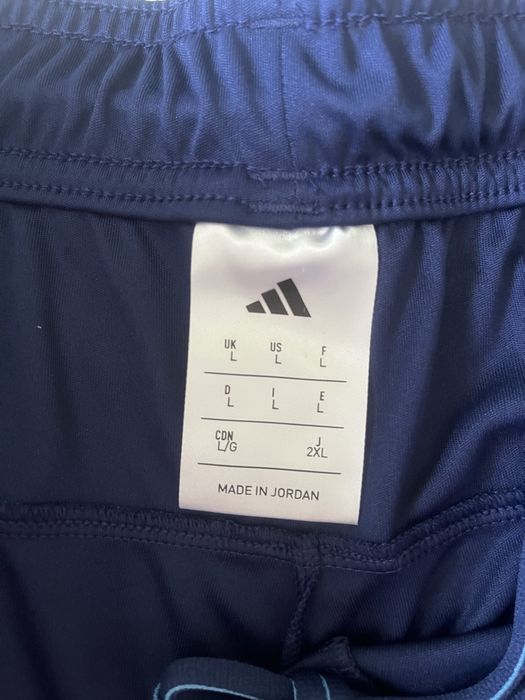 UK US F
L L L
D I E
L L L
CDN J
L/G 2XL
MADE IN JORDAN